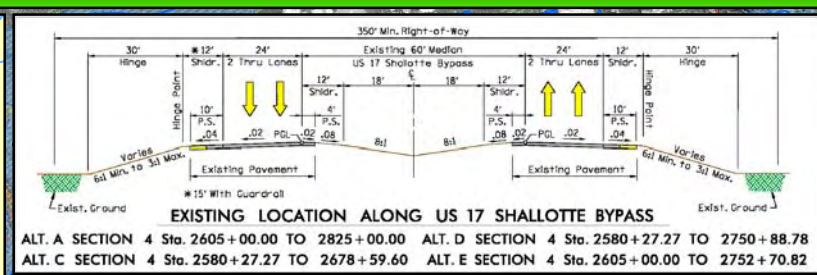 350' Min. Right-of-Way
30' * 12' 24' Existing 60' Median 24' 12' 30'
Hinge Shldr. 2 Thru Lanes US 17 Shallotte Bypass 2 Thru Lanes Shldr. Hinge
12' 18' ℄ 18' 12'
Shldr. Shldr.
Hinge Point
Hinge Point
10' 4' 4' 10'
P.S. P.S. P.S. P.S.
.04 .02 PGL .02 .08 8:1 8:1 .08 .02 PGL .02 .04
Varies
6:1 Min. to 3:1 Max.
Varies
6:1 Min. to 3:1 Max.
Existing Pavement Existing Pavement
* 15' With Guardrail
Exist. Ground Exist. Ground
EXISTING LOCATION ALONG US 17 SHALLOTTE BYPASS
ALT. A SECTION 4 Sta. 2605+00.00 TO 2825+00.00 ALT. D SECTION 4 Sta. 2580+27.27 TO 2750+88.78
ALT. C SECTION 4 Sta. 2580+27.27 TO 2678+59.60 ALT. E SECTION 4 Sta. 2605+00.00 TO 2752+70.82